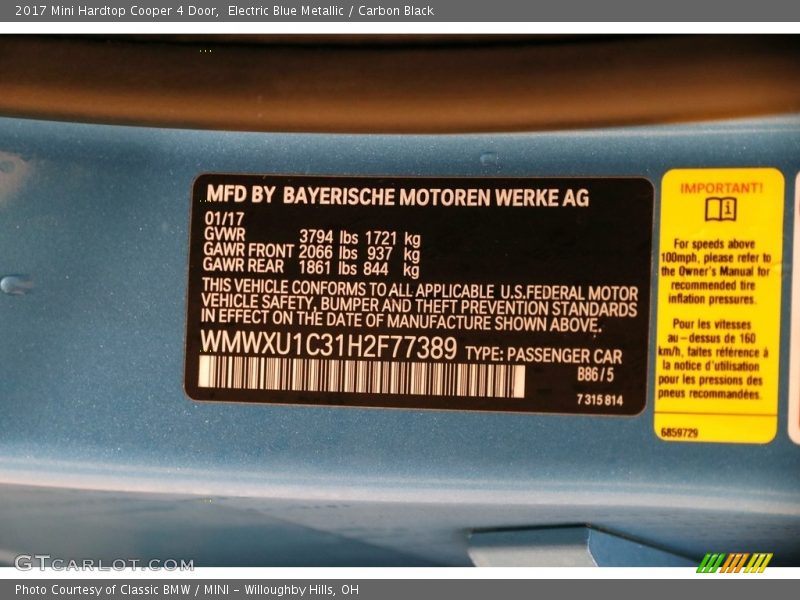 2017 Mini Hardtop Cooper 4 Door,  Electric Blue Metallic / Carbon Black
MFD BY BAYERISCHE MOTOREN WERKE AG
01/17
GVWR 3794 lbs 1721 kg
GAWR FRONT 2066 lbs 937 kg
GAWR REAR 1861 lbs 844 kg
THIS VEHICLE CONFORMS TO ALL APPLICABLE U.S.FEDERAL MOTOR
VEHICLE SAFETY, BUMPER AND THEFT PREVENTION STANDARDS
IN EFFECT ON THE DATE OF MANUFACTURE SHOWN ABOVE.
WMWXU1C31H2F77389 TYPE: PASSENGER CAR
B86/5
7 315 814
IMPORTANT!
For speeds above
100mph, please refer to
the Owner's Manual for
recommended tire
inflation pressures.
Pour les vitesses
au-dessus de 160
km/h, faites référence à
la notice d'utilisation
pour les pressions des
pneus recommandées.
6859729
GTcarlot.com
Photo Courtesy of Classic BMW / MINI - Willoughby Hills, OH